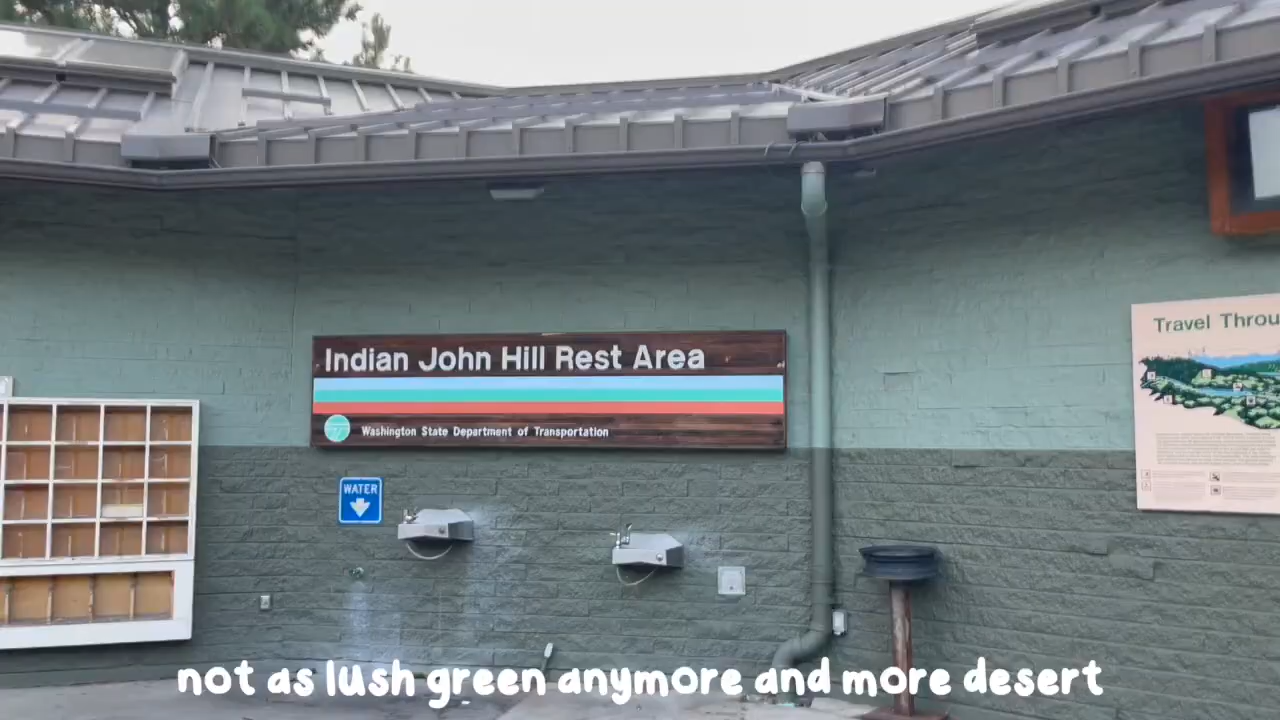 Indian John Hill Rest Area
Washington State Department of Transportation
WATER
Travel Throu
not as lush green anymore and more desert